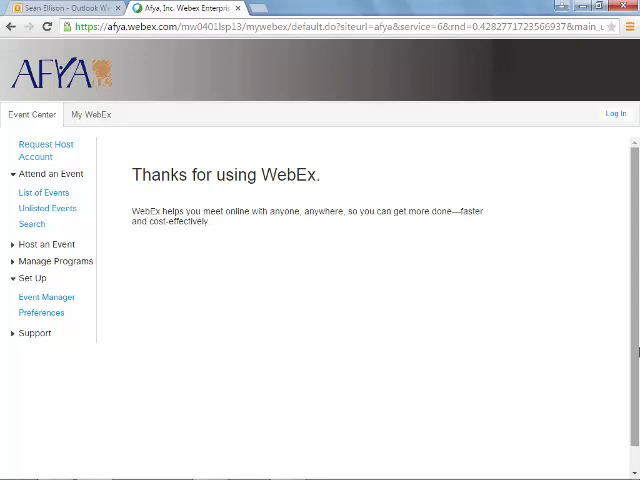 Sean Ellison - Outlook We
Afya, Inc. Webex Enterpris
https://afya.webex.com/mw0401lsp13/mywebex/default.do?siteurl=afya&service=6&rnd=0.4282771723566937&main_u
AFYA
Event Center
My WebEx
Log In
Request Host
Account
Attend an Event
List of Events
Unlisted Events
Search
Host an Event
Manage Programs
Set Up
Event Manager
Preferences
Support
Thanks for using WebEx.
WebEx helps you meet online with anyone, anywhere, so you can get more done—faster
and cost-effectively.